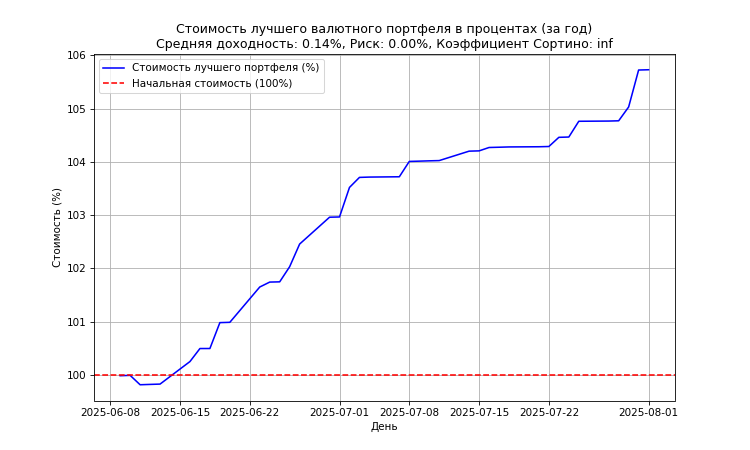 Стоимость лучшего валютного портфеля в процентах (за год)
Средняя доходность: 0.14%, Риск: 0.00%, Коэффициент Сортино: inf
Стоимость лучшего портфеля (%)
Начальная стоимость (100%)
Стоимость (%)
106
105
104
103
102
101
100
2025-06-08 2025-06-15 2025-06-22 2025-07-01 2025-07-08 2025-07-15 2025-07-22 2025-08-01
День